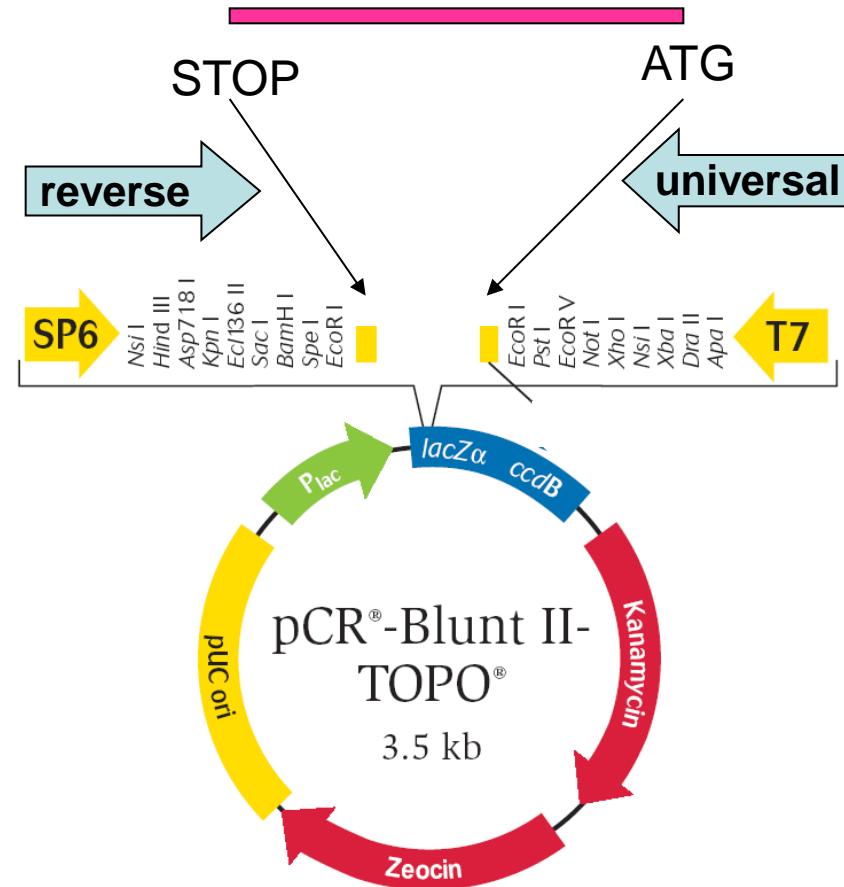 STOP
ATG
reverse
universal
SP6
Nsi I
Hind III
Asp718 I
Kpn I
Ecl136 II
Sac I
BamH I
Spe I
EcoR I
EcoR I
Pst I
EcoR V
Not I
Xho I
Nsi I
Xba I
Dra II
Apa I
T7
Plac
lacZα
ccdB
pUC ori
Kanamycin
pCR®-Blunt II-
TOPO®
3.5 kb
Zeocin